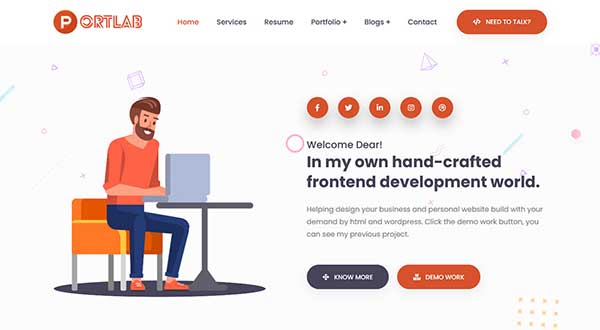 PORTLAB
Home Services Resume Portfolio + Blogs + Contact </> NEED TO TALK?
Welcome Dear!
In my own hand-crafted
frontend development world.
Helping design your business and personal website build with your
demand by html and wordpress. Click the demo work button, you
can see my previous project.
KNOW MORE DEMO WORK